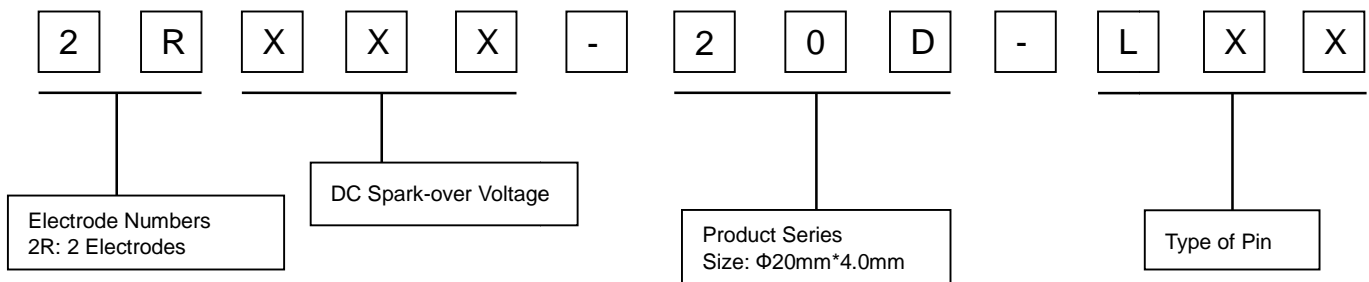 2 R X X X - 2 0 D - L X X
DC Spark-over Voltage
Electrode Numbers
2R: 2 Electrodes
Product Series
Size: Φ20mm*4.0mm
Type of Pin